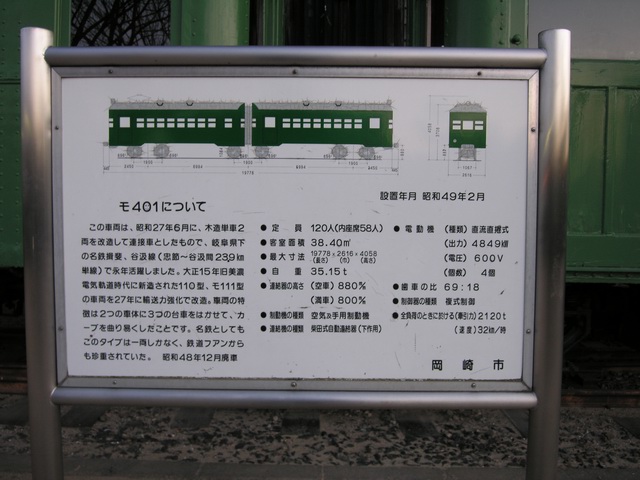 モ401について
設置年月 昭和49年2月
この車両は、昭和27年6月に、木造単車2
両を改造して連接車としたもので、岐阜県下
の名鉄揖斐、谷汲線(忠節～谷汲間23.9㎞
単線)で永年活躍しました。大正15年旧美濃
電気軌道時代に新造された110型、モ111型
の車両を27年に輸送力強化で改造。車両の特
徴は2つの車体に3つの台車をはかせて、カ
ーブを曲り易くしたことです。名鉄としても
このタイプは一両しかなく、鉄道フアンから
も珍重されていた。 昭和48年12月廃車
● 定員 120人(内座席58人)
● 客室面積 38.40㎡
● 最大寸法 19778×2616×4058
(長さ) (巾) (高さ)
● 自重 35.15t
● 連結器の高さ (空車) 880%
(満車) 800%
● 制動機の種類 空気&手用制動機
● 連結機の種類 柴田式自動連結器(下作用)
● 電動機 (種類) 直流直捲式
(出力) 48.49kW
(電圧) 600V
(個数) 4個
● 歯車の比 69:18
● 制御器の種類 複式制御
● 全負荷のときに於ける(牽引力) 2120t
(速度) 32㎞/時
岡崎市